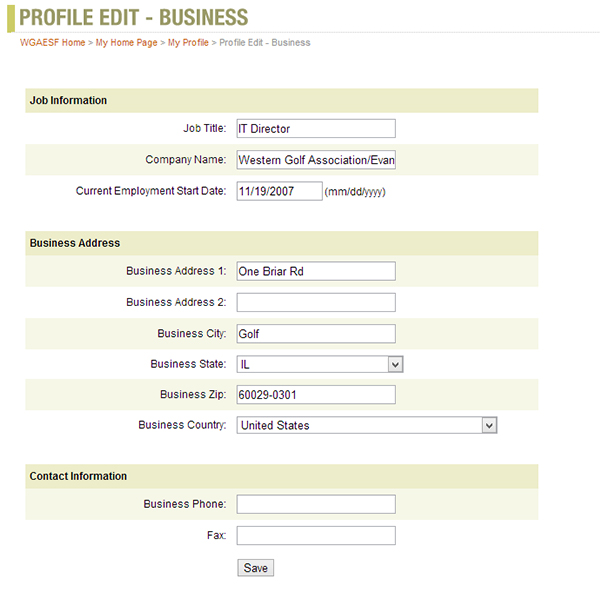 PROFILE EDIT - BUSINESS
WGAESF Home > My Home Page > My Profile > Profile Edit - Business
Job Information
Job Title: IT Director
Company Name: Western Golf Association/Evan
Current Employment Start Date: 11/19/2007 (mm/dd/yyyy)
Business Address
Business Address 1: One Briar Rd
Business Address 2:
Business City: Golf
Business State: IL
Business Zip: 60029-0301
Business Country: United States
Contact Information
Business Phone:
Fax:
Save